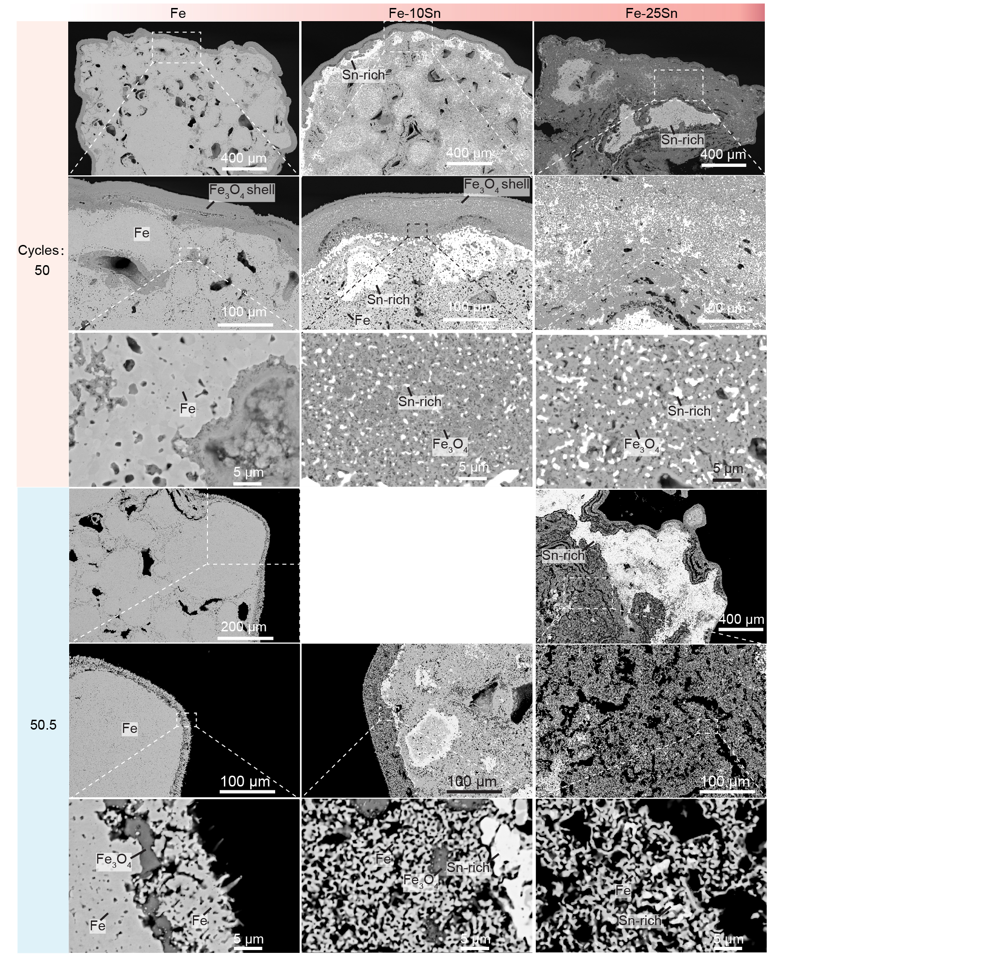 Fe Fe-10Sn Fe-25Sn
Sn-rich
Sn-rich
400 µm 400 µm 400 µm
Fe₃O₄ shell Fe₃O₄ shell
Fe
Cycles:
50
Sn-rich
100 µm 100 µm 100 µm
Fe
Fe Sn-rich Sn-rich
Fe₃O₄ Fe₃O₄
5 µm 5 µm 5 µm
Sn-rich
200 µm 400 µm
50.5
Fe
100 µm 100 µm 100 µm
Fe₃O₄ Fe Sn-rich
Fe₃O₄ Fe
Fe Fe Sn-rich
5 µm 5 µm 5 µm